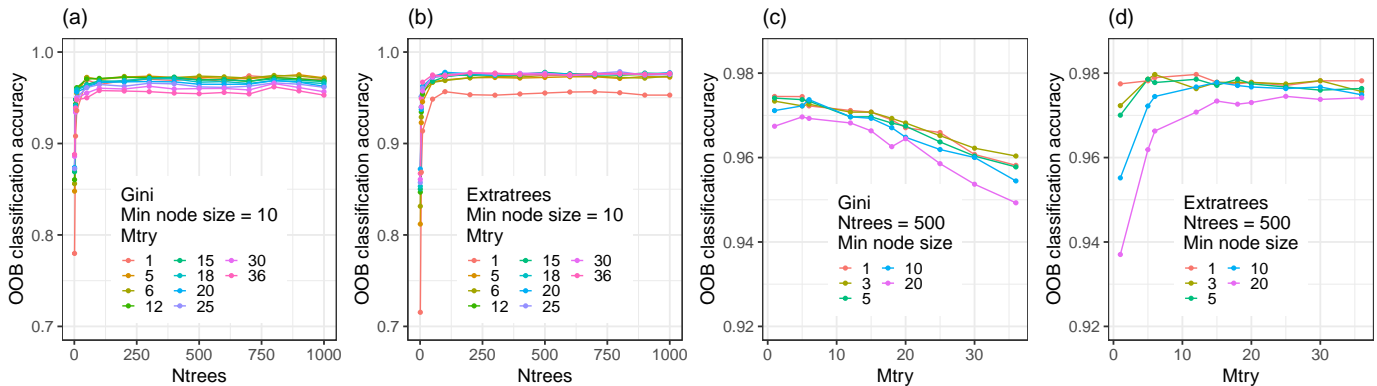 (a)
OOB classification accuracy
1.0
0.9
0.8
0.7
Gini
Min node size = 10
Mtry
1 15 30
5 18 36
6 20
12 25
0 250 500 750 1000
Ntrees
(b)
OOB classification accuracy
1.0
0.9
0.8
0.7
Extratrees
Min node size = 10
Mtry
1 15 30
5 18 36
6 20
12 25
0 250 500 750 1000
Ntrees
(c)
OOB classification accuracy
0.98
0.96
0.94
0.92
Gini
Ntrees = 500
Min node size
1 10
3 20
5
0 10 20 30
Mtry
(d)
OOB classification accuracy
0.98
0.96
0.94
0.92
Extratrees
Ntrees = 500
Min node size
1 10
3 20
5
0 10 20 30
Mtry